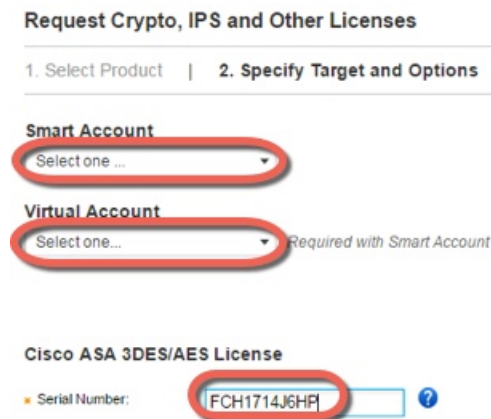 Request Crypto, IPS and Other Licenses
1. Select Product | 2. Specify Target and Options
Smart Account
Select one ...
Virtual Account
Select one... Required with Smart Account
Cisco ASA 3DES/AES License
* Serial Number: FCH1714J6HP ?